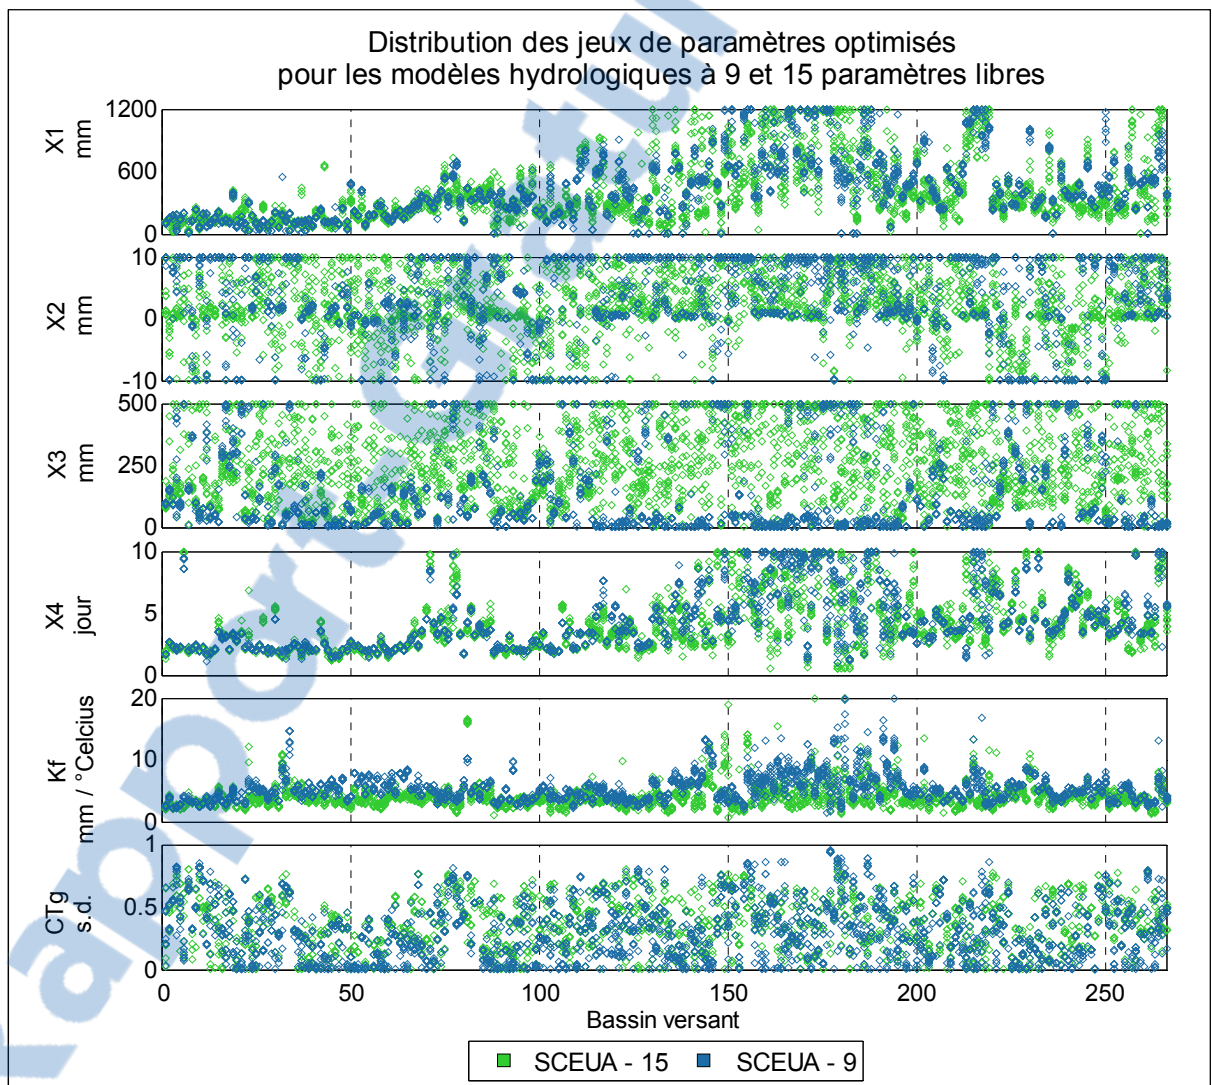 Distribution des jeux de paramètres optimisés
pour les modèles hydrologiques à 9 et 15 paramètres libres
X1
mm
1200
600
0
X2
mm
10
0
-10
X3
mm
500
250
0
X4
jour
10
5
0
Kf
mm / °Celcius
20
10
0
CTg
s.d.
1
0.5
0
0 50 100 150 200 250
Bassin versant
SCEUA - 15 SCEUA - 9